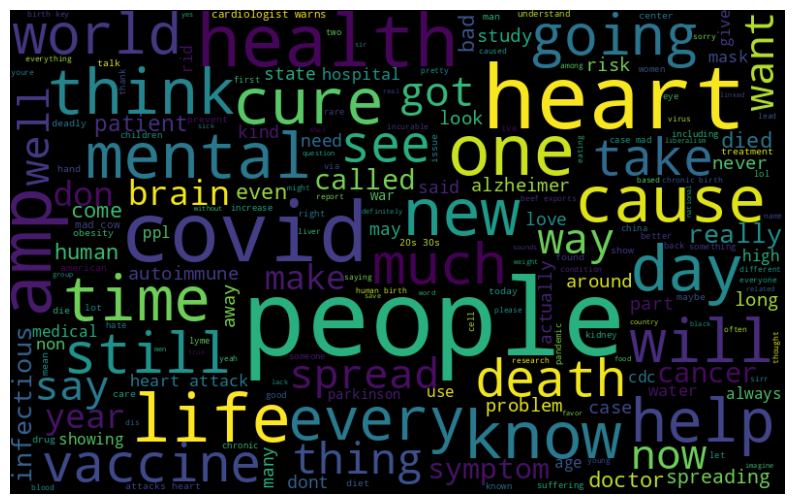 birth key
yes
cardiologist warns
understand
center
give
man
two
sir
sorry
world
health
going
bad
study
mask
everything
youre
talk
thank
rid
caused
pretty
among
women
want
think
cure
got
state hospital
risk
eye
linked
deadly
prevent
first
rare
real
virus
lead
patient
kind
look
heart
children
sick
incurable
well
mental
see
one
take
died
hand
need
issue
case mad
including
never
treatment
question
via
liberalism
eating
lol
amp
don
brain
even
called
war
said
alzheimer
cause
might
report
based
chronic birth
come
without
increase
may
love
beef exports
name
mad cow
ppl
right
definitely
china
really
obesity
liver
new
way
better
back
something
high
human
covid
20s 30s
found
show
different
american
autoimmune
much
sounds
condition
everyone
group
weight
day
related
time
away
make
saying
human birth
today
around
maybe
die
lot
save
word
please
actually
part
long
medical
hate
people
cell
kidney
often
non
lyme
pandemic
country
black
mean
men
yeah
still
someone
research
food
thought
infectious
care
heart attack
spread
death
will
cancer
say
dis
lack
parkinson
use
cdc
water
always
year
good
problem
case
favor
drug
showing
life
every
know
help
chronic
many
age
young
let
vaccine
thing
symptom
now
dont
diet
doctor
spreading
imagine
blood
attacks heart
known
suffering